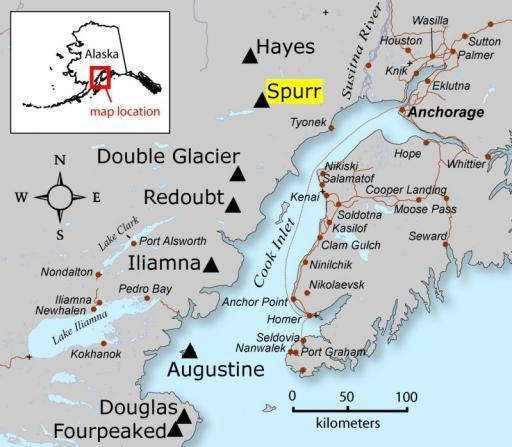 Alaska
map location
Hayes
Spurr
Susitna River
Wasilla
Houston
Sutton
Palmer
Knik
Eklutna
Anchorage
Tyonek
Hope
Whittier
Double Glacier
Redoubt
Nikiski
Salamatof
Kenai
Cooper Landing
Moose Pass
Soldotna
Kasilof
Seward
Clam Gulch
N
W
E
S
Cook Inlet
Lake Clark
Port Alsworth
Nondalton
Iliamna
Ninilchik
Nikolaevsk
Iliamna
Newhalen
Pedro Bay
Anchor Point
Homer
Lake Iliamna
Kokhanok
Seldovia
Nanwalek
Port Graham
Augustine
Douglas
Fourpeaked
0 50 100
kilometers